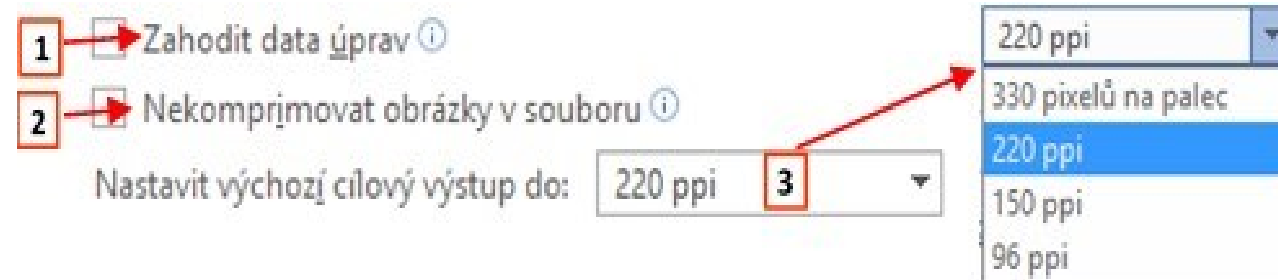 1 Zahodit data úprav
2 Nekomprimovat obrázky v souboru
Nastavit výchozí cílový výstup do: 220 ppi 3
220 ppi
330 pixelů na palec
220 ppi
150 ppi
96 ppi